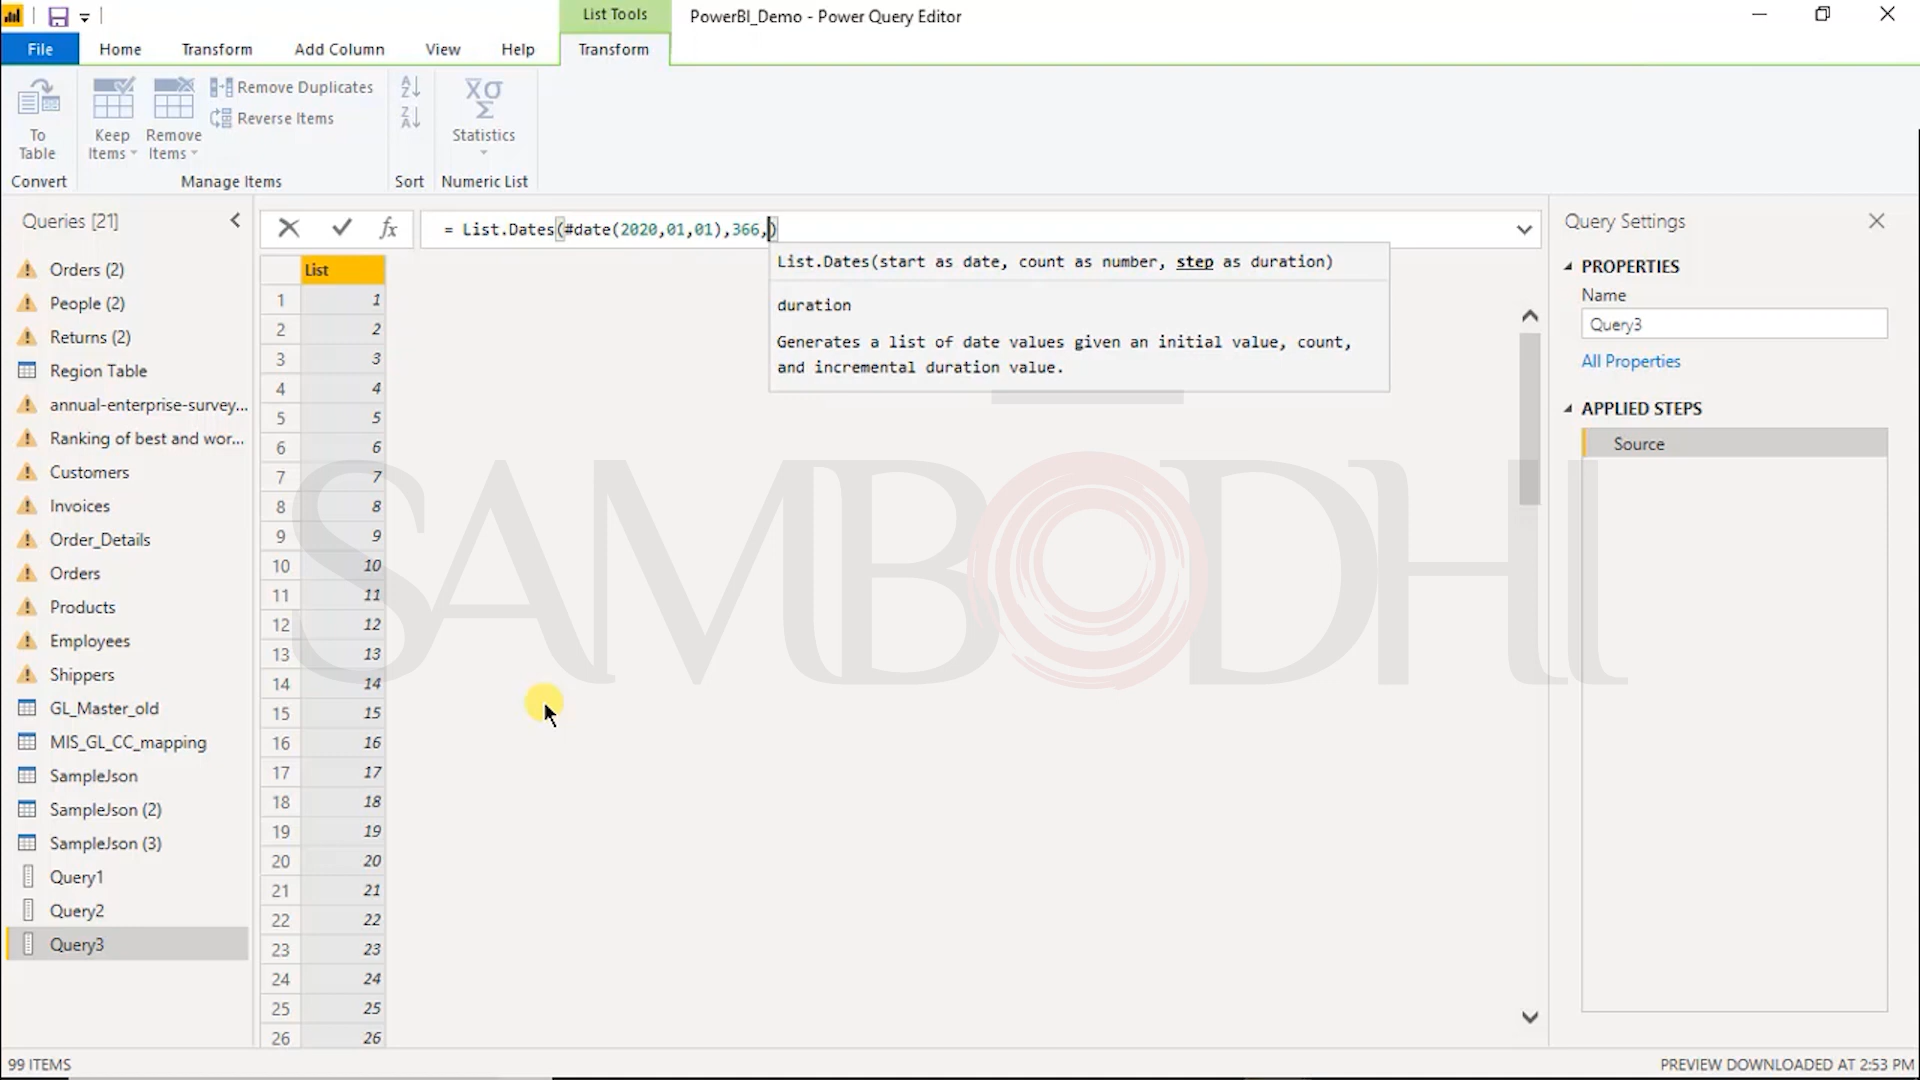 List Tools
PowerBI_Demo - Power Query Editor
File
Home
Transform
Add Column
View
Help
Transform
To Table
Keep Items
Remove Items
Remove Duplicates
Reverse Items
Statistics
Convert
Manage Items
Sort
Numeric List
Queries [21]
= List.Dates(#date(2020,01,01),366,)
List.Dates(start as date, count as number, step as duration)
duration
Generates a list of date values given an initial value, count,
and incremental duration value.
Orders (2)
People (2)
Returns (2)
Region Table
annual-enterprise-survey...
Ranking of best and wor...
Customers
Invoices
Order_Details
Orders
Products
Employees
Shippers
GL_Master_old
MIS_GL_CC_mapping
SampleJson
SampleJson (2)
SampleJson (3)
Query1
Query2
Query3
List
1 1
2 2
3 3
4 4
5 5
6 6
7 7
8 8
9 9
10 10
11 11
12 12
13 13
14 14
15 15
16 16
17 17
18 18
19 19
20 20
21 21
22 22
23 23
24 24
25 25
26 26
SAMBODHI
Query Settings
PROPERTIES
Name
Query3
All Properties
APPLIED STEPS
Source
99 ITEMS
PREVIEW DOWNLOADED AT 2:53 PM